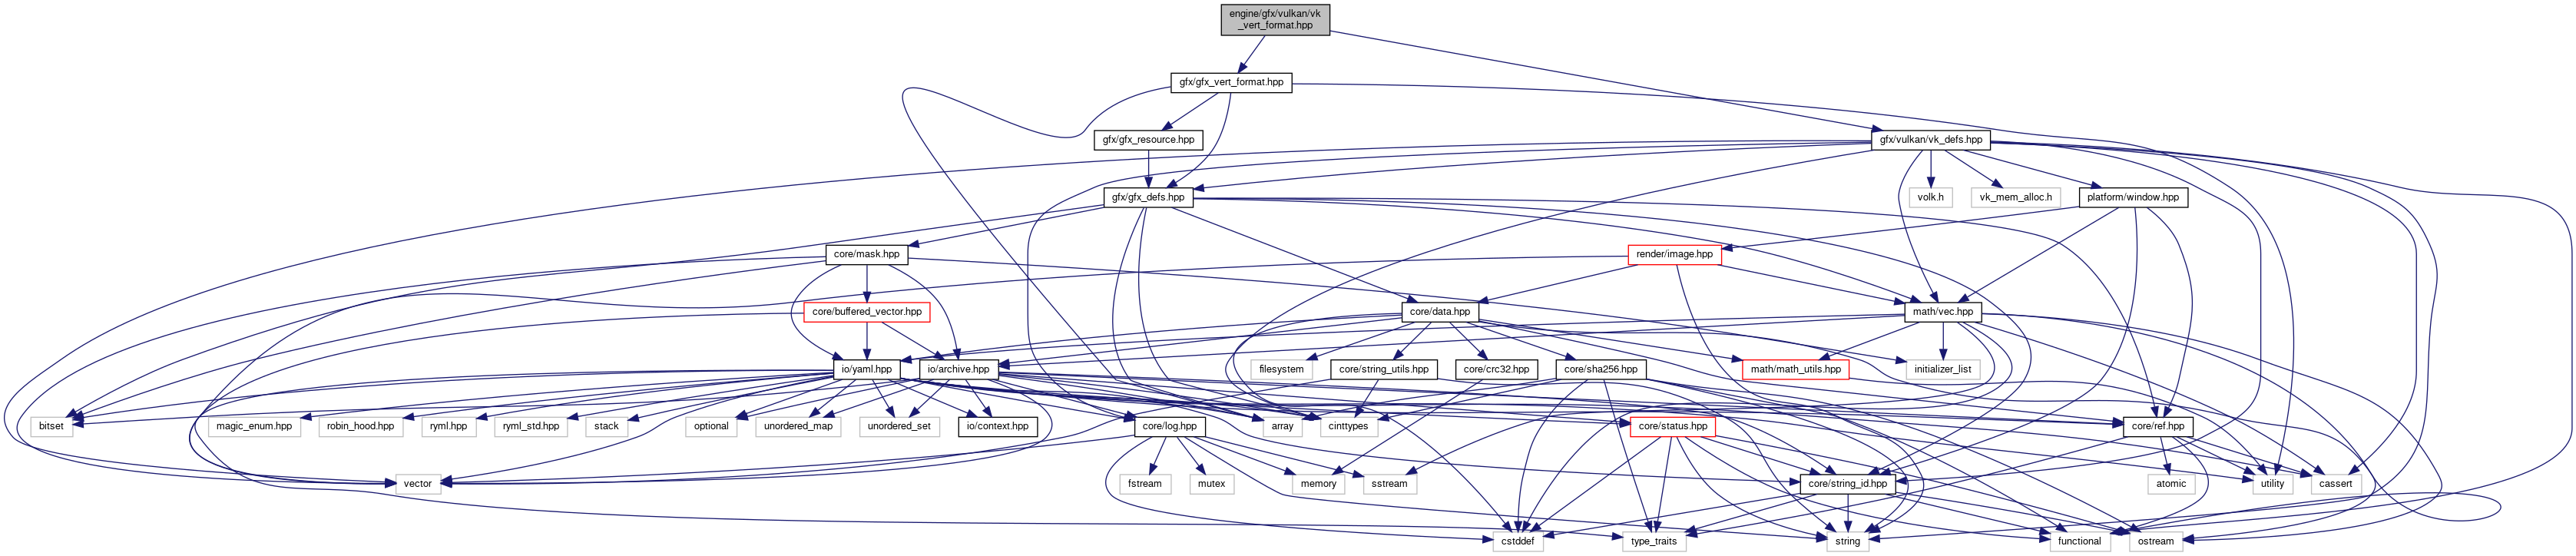 engine/gfx/vulkan/vk
_vert_format.hpp
gfx/gfx_vert_format.hpp
gfx/gfx_resource.hpp
gfx/vulkan/vk_defs.hpp
gfx/gfx_defs.hpp
volk.h
vk_mem_alloc.h
platform/window.hpp
core/mask.hpp
render/image.hpp
core/buffered_vector.hpp
core/data.hpp
math/vec.hpp
io/yaml.hpp
io/archive.hpp
filesystem
core/string_utils.hpp
core/crc32.hpp
core/sha256.hpp
math/math_utils.hpp
initializer_list
bitset
magic_enum.hpp
robin_hood.hpp
ryml.hpp
ryml_std.hpp
stack
optional
unordered_map
unordered_set
io/context.hpp
core/log.hpp
array
cinttypes
core/status.hpp
core/ref.hpp
vector
fstream
mutex
memory
sstream
core/string_id.hpp
atomic
utility
cassert
cstddef
type_traits
string
functional
ostream